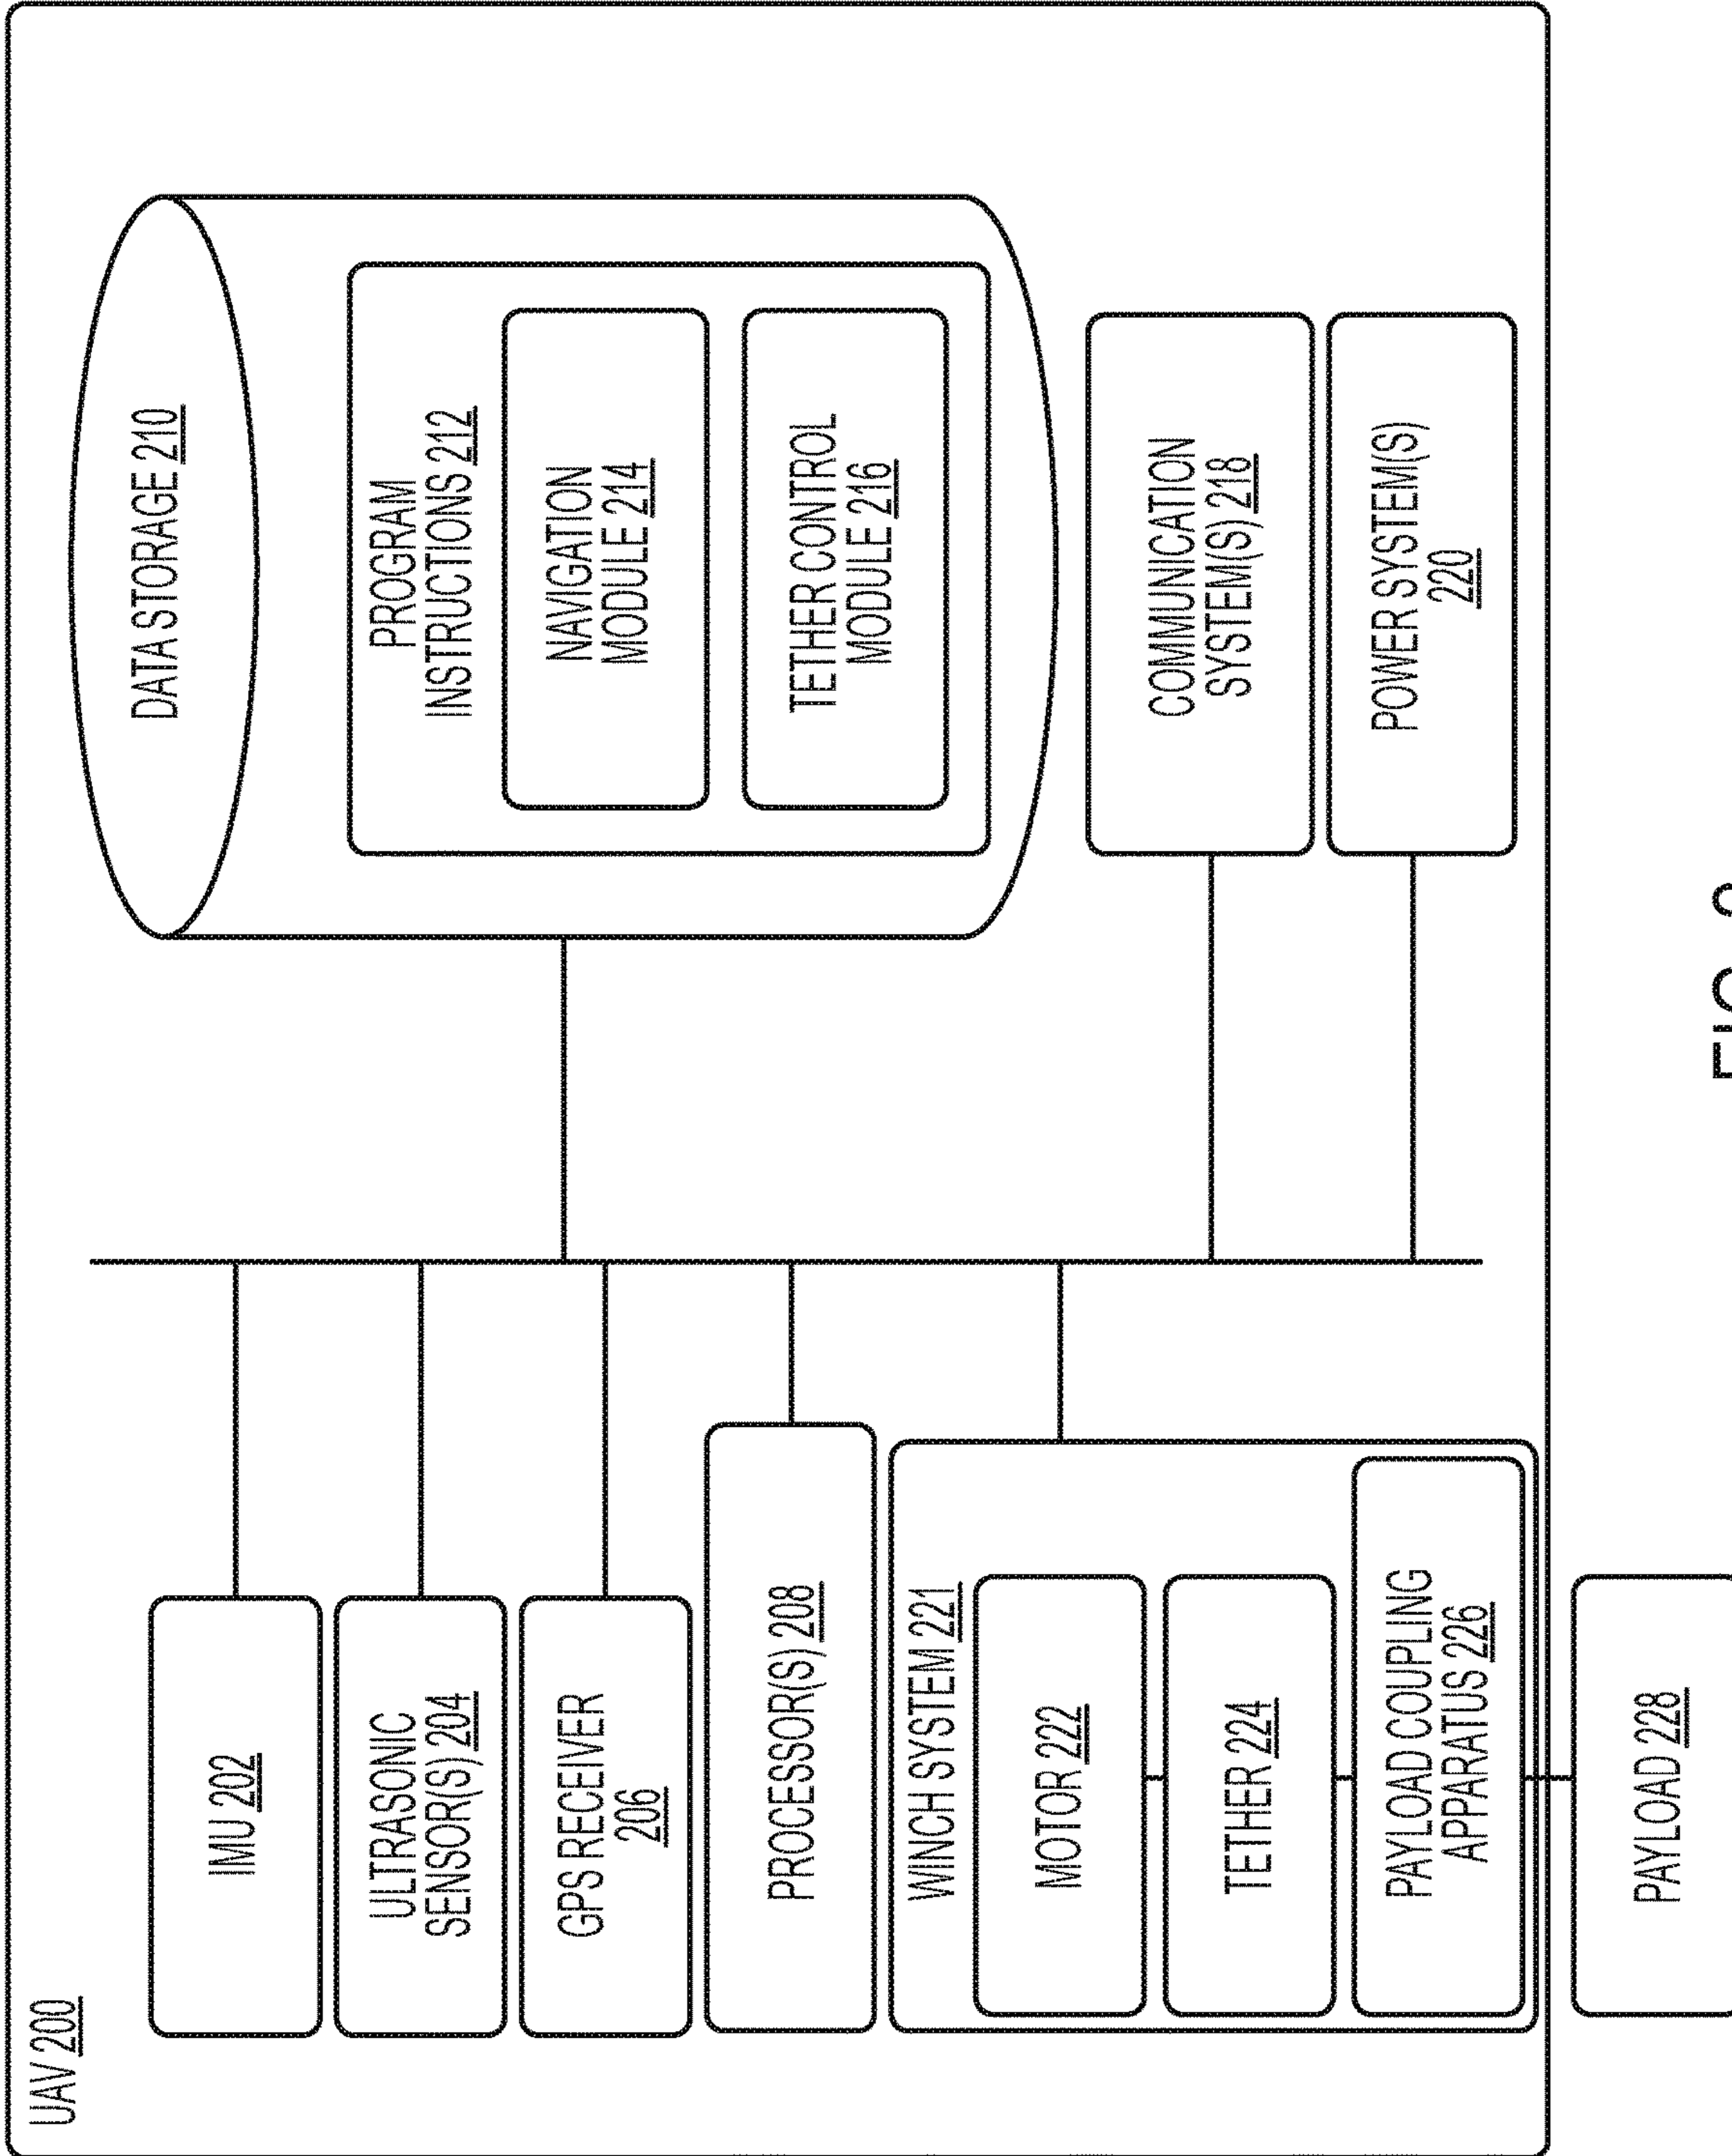 UAV 200
IMU 202
ULTRASONIC
SENSOR(S) 204
GPS RECEIVER
206
PROCESSOR(S) 208
WINCH SYSTEM 221
MOTOR 222
TETHER 224
PAYLOAD COUPLING
APPARATUS 226
PAYLOAD 228
DATA STORAGE 210
PROGRAM
INSTRUCTIONS 212
NAVIGATION
MODULE 214
TETHER CONTROL
MODULE 216
COMMUNICATION
SYSTEM(S) 218
POWER SYSTEM(S)
220